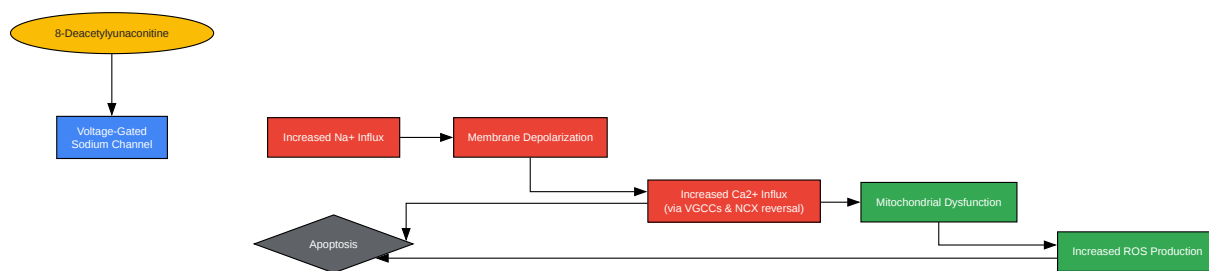 8-Deacetylyunaconitine
Voltage-Gated
Sodium Channel
Increased Na+ Influx
Membrane Depolarization
Increased Ca2+ Influx
(via VGCCs & NCX reversal)
Mitochondrial Dysfunction
Apoptosis
Increased ROS Production